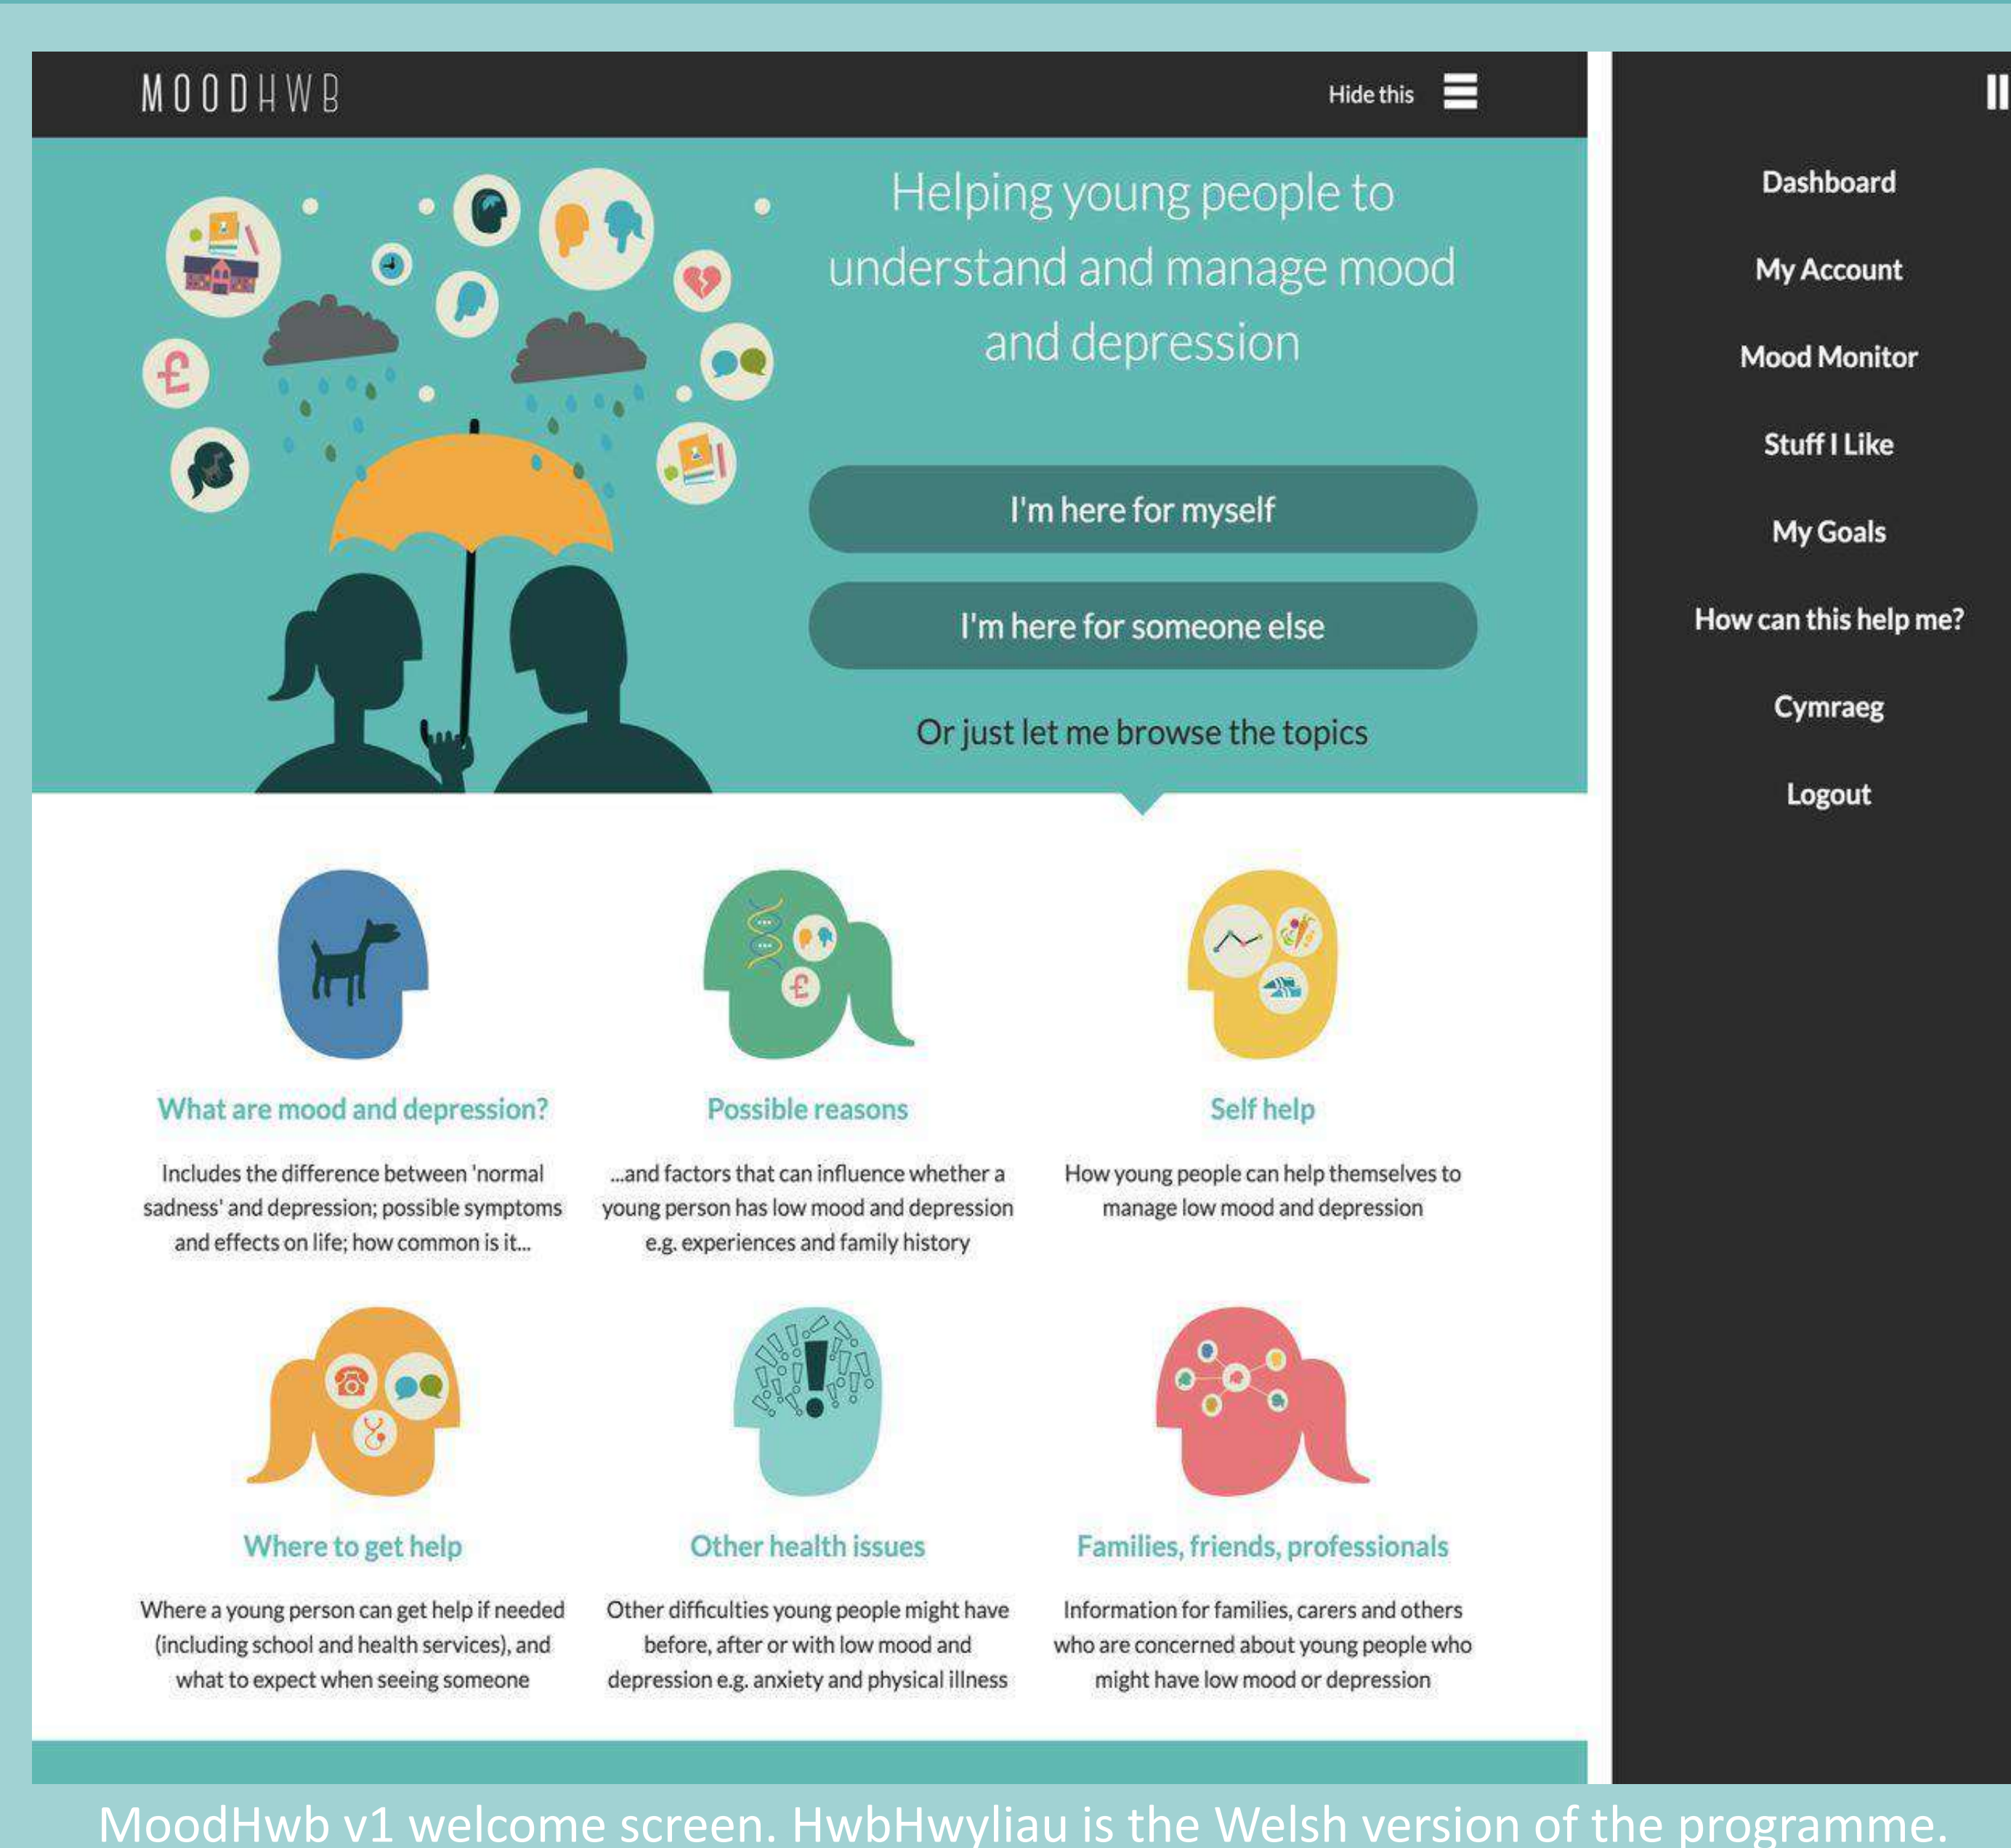 MOODHWB
Hide this
Helping young people to
understand and manage mood
and depression
I'm here for myself
I'm here for someone else
Or just let me browse the topics
What are mood and depression?
Includes the difference between 'normal
sadness' and depression; possible symptoms
and effects on life; how common is it...
Possible reasons
...and factors that can influence whether a
young person has low mood and depression
e.g. experiences and family history
Self help
How young people can help themselves to
manage low mood and depression
Where to get help
Where a young person can get help if needed
(including school and health services), and
what to expect when seeing someone
Other health issues
Other difficulties young people might have
before, after or with low mood and
depression e.g. anxiety and physical illness
Families, friends, professionals
Information for families, carers and others
who are concerned about young people who
might have low mood or depression
Dashboard
My Account
Mood Monitor
Stuff I Like
My Goals
How can this help me?
Cymraeg
Logout
MoodHwb v1 welcome screen. HwbHwyliau is the Welsh version of the programme.